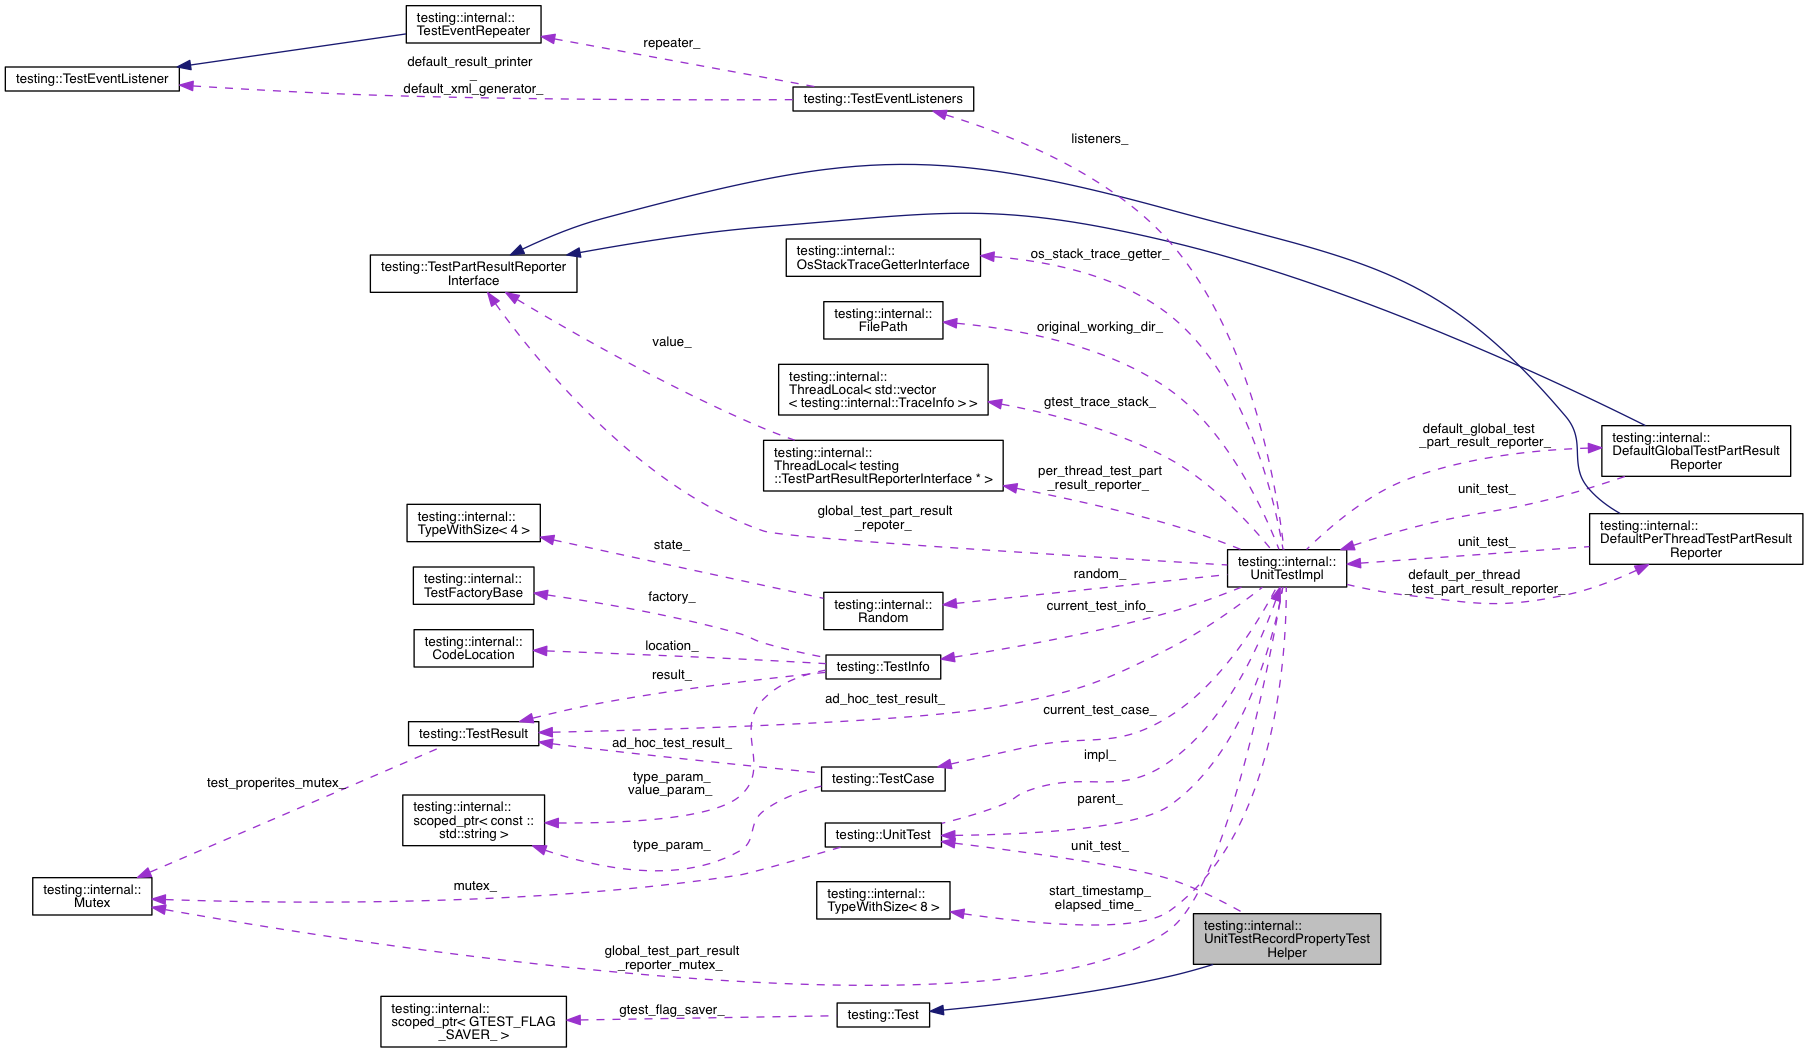 testing::internal::
TestEventRepeater
repeater_
default_result_printer
_
default_xml_generator_
testing::TestEventListener
testing::TestEventListeners
listeners_
testing::TestPartResultReporter
Interface
testing::internal::
OsStackTraceGetterInterface
os_stack_trace_getter_
testing::internal::
FilePath
original_working_dir_
value_
testing::internal::
ThreadLocal< std::vector
< testing::internal::TraceInfo > >
gtest_trace_stack_
testing::internal::
ThreadLocal< testing
::TestPartResultReporterInterface * >
per_thread_test_part
_result_reporter_
default_global_test
_part_result_reporter_
testing::internal::
DefaultGlobalTestPartResult
Reporter
unit_test_
testing::internal::
TypeWithSize< 4 >
global_test_part_result
_repoter_
testing::internal::
DefaultPerThreadTestPartResult
Reporter
unit_test_
state_
testing::internal::
UnitTestImpl
default_per_thread
_test_part_result_reporter_
random_
testing::internal::
TestFactoryBase
factory_
testing::internal::
Random
current_test_info_
testing::internal::
CodeLocation
location_
testing::TestInfo
result_
ad_hoc_test_result_
current_test_case_
testing::TestResult
ad_hoc_test_result_
impl_
test_properites_mutex_
type_param_
value_param_
testing::TestCase
parent_
testing::internal::
scoped_ptr< const ::
std::string >
type_param_
testing::UnitTest
unit_test_
testing::internal::
Mutex
mutex_
testing::internal::
TypeWithSize< 8 >
start_timestamp_
elapsed_time_
testing::internal::
UnitTestRecordPropertyTest
Helper
global_test_part_result
_reporter_mutex_
testing::internal::
scoped_ptr< GTEST_FLAG
_SAVER_ >
gtest_flag_saver_
testing::Test